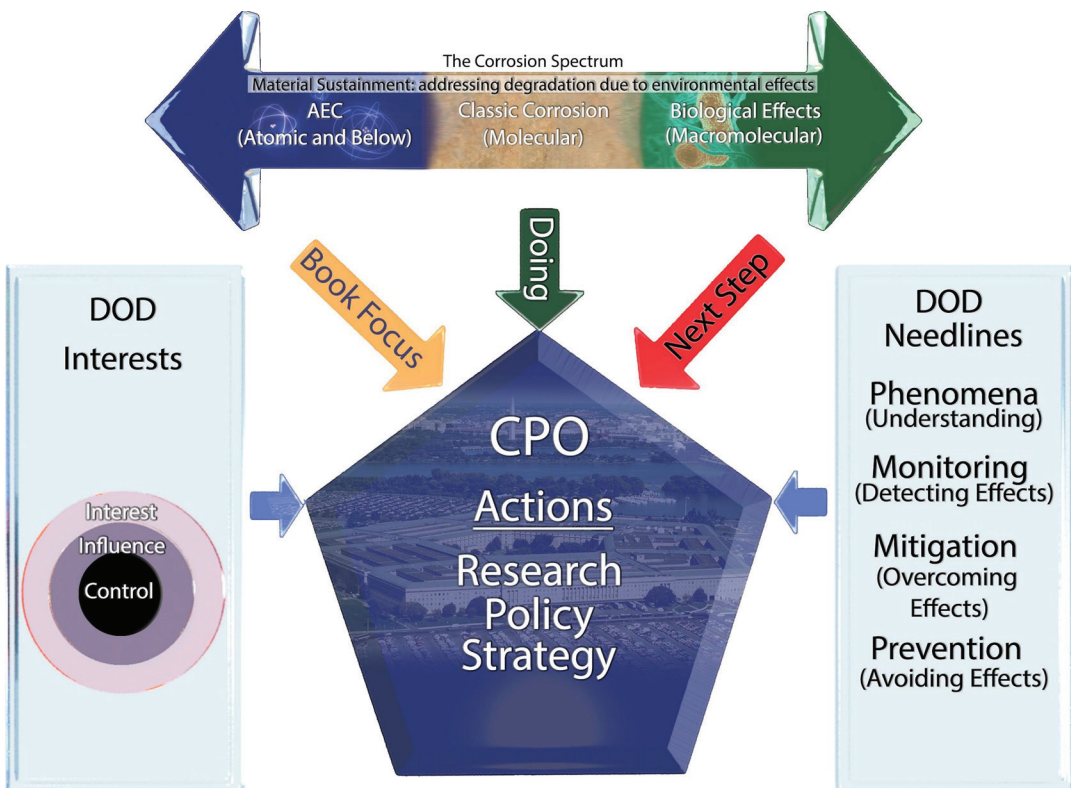 The Corrosion Spectrum
Material Sustainment: addressing degradation due to environmental effects
AEC
(Atomic and Below)
Classic Corrosion
(Molecular)
Biological Effects
(Macromolecular)
Book Focus
Doing
Next Step
DOD
Interests
Interest
Influence
Control
CPO
Actions
Research
Policy
Strategy
DOD
Needlines
Phenomena
(Understanding)
Monitoring
(Detecting Effects)
Mitigation
(Overcoming
Effects)
Prevention
(Avoiding Effects)